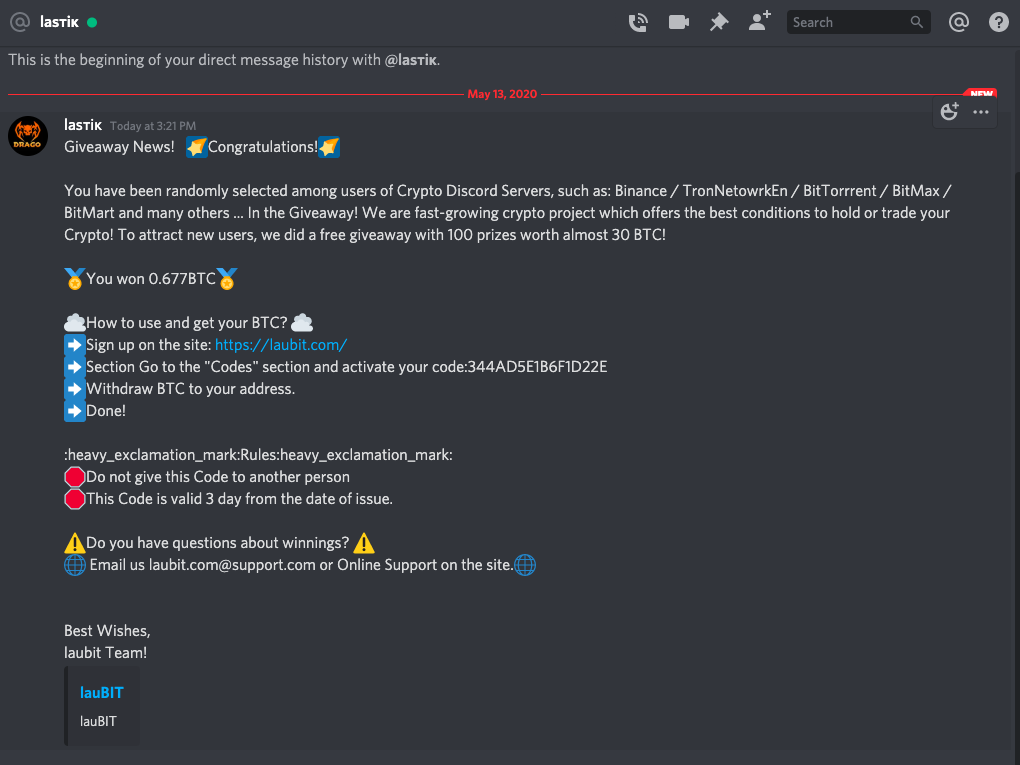 @ lastiк
Search
This is the beginning of your direct message history with @lastiк.
May 13, 2020
NEW
DRAGO
lastiк Today at 3:21 PM
Giveaway News! Congratulations!
You have been randomly selected among users of Crypto Discord Servers, such as: Binance / TronNetowrkEn / BitTorrrent / BitMax /
BitMart and many others ... In the Giveaway! We are fast-growing crypto project which offers the best conditions to hold or trade your
Crypto! To attract new users, we did a free giveaway with 100 prizes worth almost 30 BTC!
🏅You won 0.677BTC🏅
☁️How to use and get your BTC? ☁️
➡️Sign up on the site: https://laubit.com/
➡️Section Go to the "Codes" section and activate your code:344AD5E1B6F1D22E
➡️Withdraw BTC to your address.
➡️Done!
:heavy_exclamation_mark:Rules:heavy_exclamation_mark:
🛑Do not give this Code to another person
🛑This Code is valid 3 day from the date of issue.
⚠️Do you have questions about winnings? ⚠️
🌐 Email us laubit.com@support.com or Online Support on the site.🌐
Best Wishes,
laubit Team!
lauBIT
lauBIT